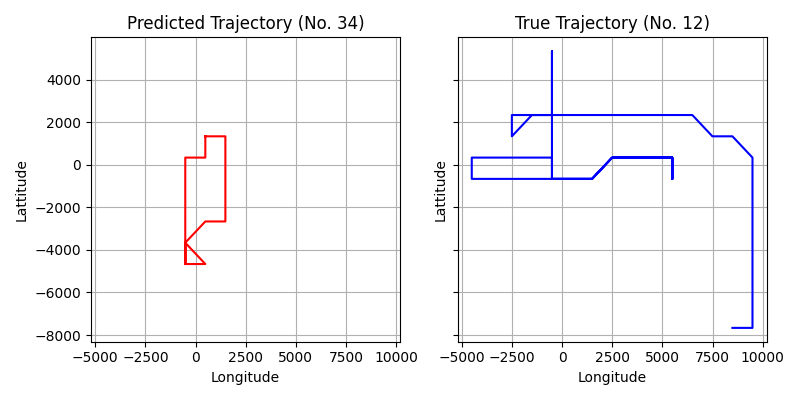 Predicted Trajectory (No. 34)
True Trajectory (No. 12)
Lattitude
4000
2000
0
−2000
−4000
−6000
−8000
−5000 −2500 0 2500 5000 7500 10000
Longitude
Lattitude
−5000 −2500 0 2500 5000 7500 10000
Longitude